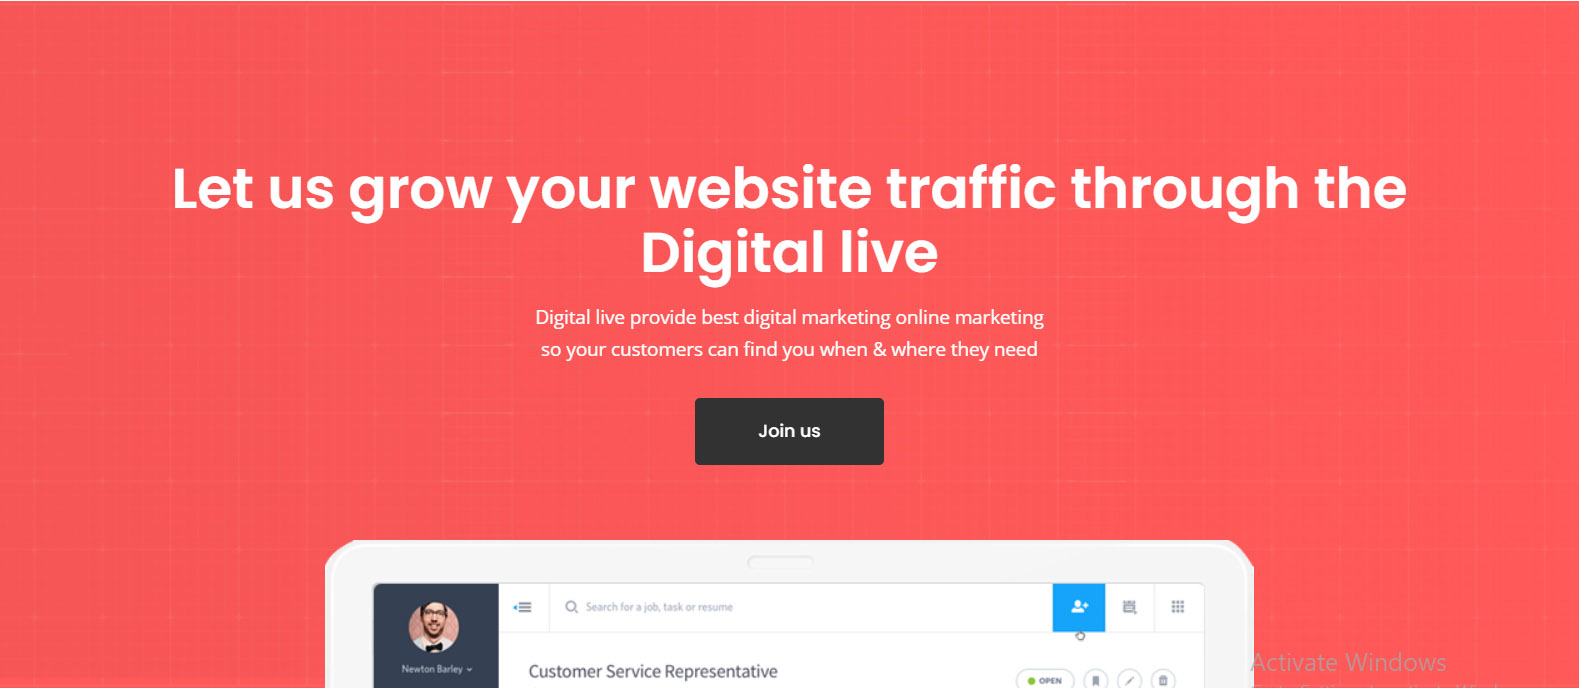 Let us grow your website traffic through the
Digital live
Digital live provide best digital marketing online marketing
so your customers can find you when & where they need
Join us
Search for a job, task or resume
Newton Barley
Customer Service Representative
OPEN
Activate Windows